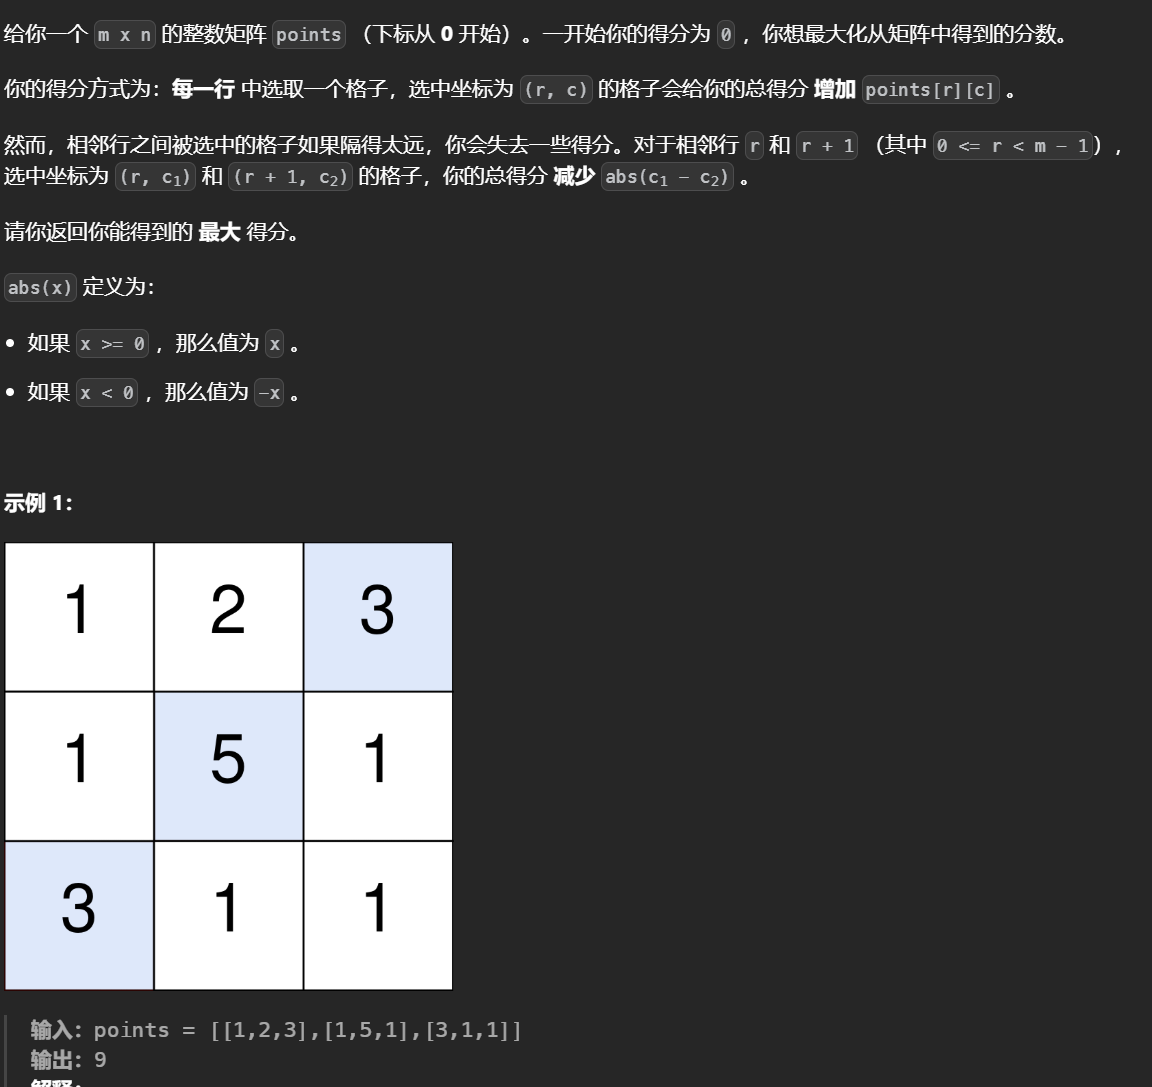 给你一个 m x n 的整数矩阵 points （下标从 0 开始）。一开始你的得分为 0 ，你想最大化从矩阵中得到的分数。
你的得分方式为：每一行 中选取一个格子，选中坐标为 (r, c) 的格子会给你的总得分 增加 points[r][c] 。
然而，相邻行之间被选中的格子如果隔得太远，你会失去一些得分。对于相邻行 r 和 r + 1 （其中 0 <= r < m - 1），
选中坐标为 (r, c₁) 和 (r + 1, c₂) 的格子，你的总得分 减少 abs(c₁ - c₂) 。
请你返回你能得到的 最大 得分。
abs(x) 定义为：
• 如果 x >= 0 ，那么值为 x 。
• 如果 x < 0 ，那么值为 -x 。
示例 1：
1 2 3
1 5 1
3 1 1
输入：points = [[1,2,3],[1,5,1],[3,1,1]]
输出：9